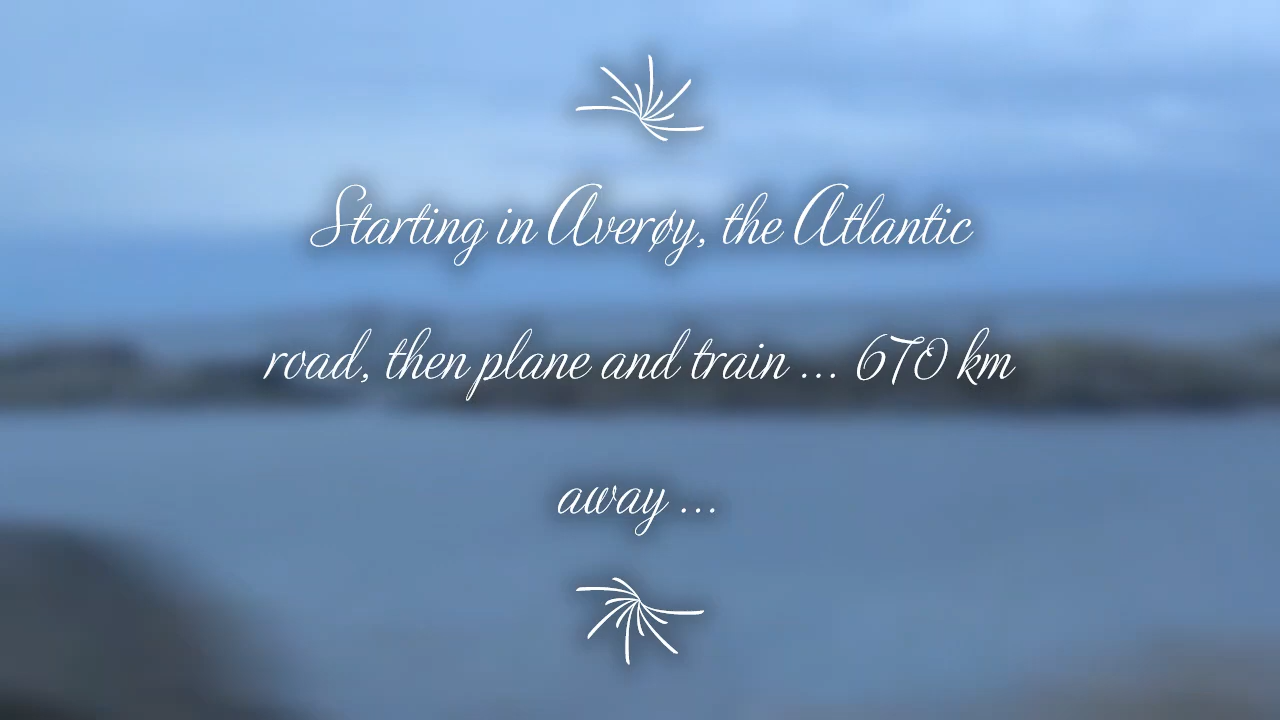 Starting in Averøy, the Atlantic
road, then plane and train ... 670 km
away ...